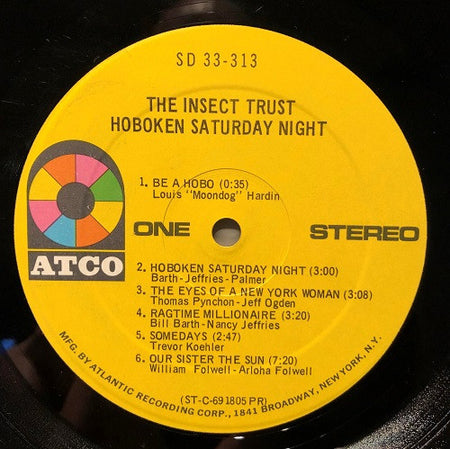 SD 33-313
THE INSECT TRUST
HOBOKEN SATURDAY NIGHT
1. BE A HOBO (0:35)
Louis "Moondog" Hardin
ONE
STEREO
ATCO
2. HOBOKEN SATURDAY NIGHT (3:00)
Barth-Jeffries-Palmer
3. THE EYES OF A NEW YORK WOMAN (3:08)
Thomas Pynchon-Jeff Ogden
4. RAGTIME MILLIONAIRE (3:20)
Bill Barth-Nancy Jeffries
5. SOMEDAYS (2:47)
Trevor Koehler
6. OUR SISTER THE SUN (7:20)
William Folwell-Arloha Folwell
(ST-C-691805 PR)
MFG. BY ATLANTIC RECORDING CORP., 1841 BROADWAY, NEW YORK, N.Y.